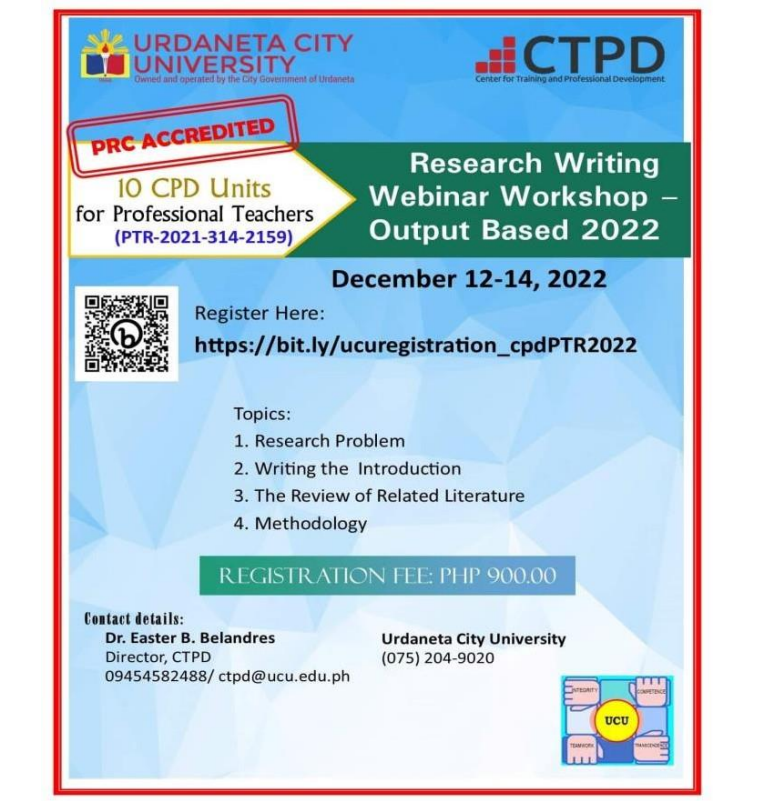 URDANETA CITY
UNIVERSITY
Owned and operated by the City Government of Urdaneta
CTPD
Center for Training and Professional Development
PRC ACCREDITED
10 CPD Units
for Professional Teachers
(PTR-2021-314-2159)
Research Writing
Webinar Workshop –
Output Based 2022
December 12-14, 2022
Register Here:
https://bit.ly/ucuregistration_cpdPTR2022
b
Topics:
1. Research Problem
2. Writing the Introduction
3. The Review of Related Literature
4. Methodology
REGISTRATION FEE: PHP 900.00
Contact details:
Dr. Easter B. Belandres
Director, CTPD
09454582488/ ctpd@ucu.edu.ph
Urdaneta City University
(075) 204-9020
INTEGRITY
COMPETENCE
UCU
TEAMWORK
TRANSCENDENCE